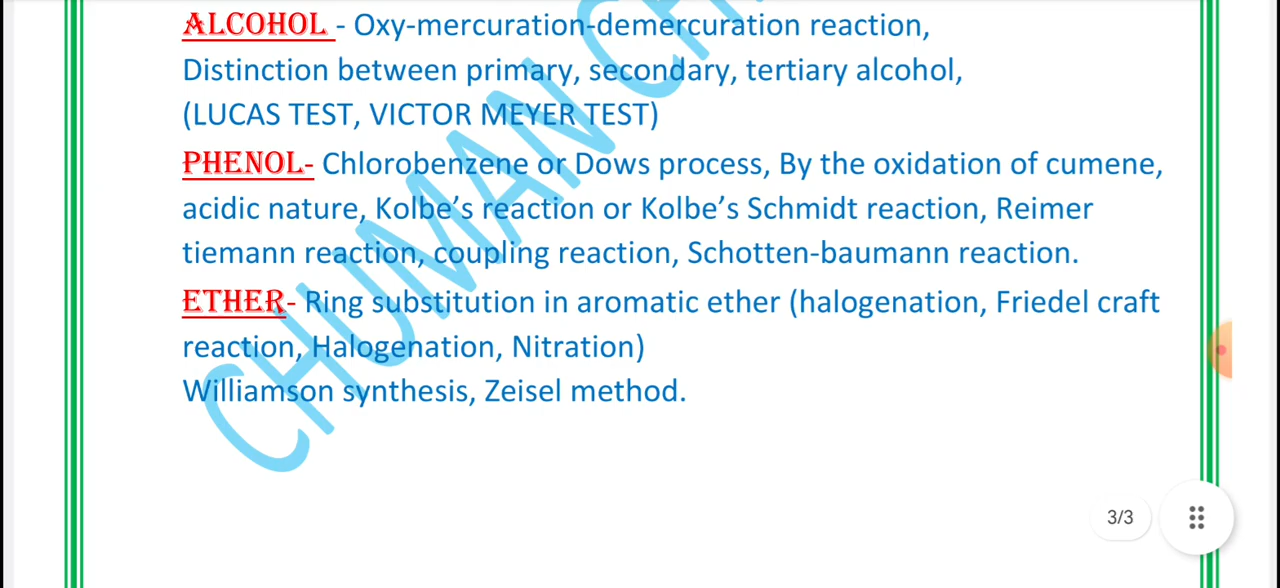 ALCOHOL - Oxy-mercuration-demercuration reaction,
Distinction between primary, secondary, tertiary alcohol,
(LUCAS TEST, VICTOR MEYER TEST)
PHENOL- Chlorobenzene or Dows process, By the oxidation of cumene,
acidic nature, Kolbe's reaction or Kolbe's Schmidt reaction, Reimer
tiemann reaction, coupling reaction, Schotten-baumann reaction.
ETHER- Ring substitution in aromatic ether (halogenation, Friedel craft
reaction, Halogenation, Nitration)
Williamson synthesis, Zeisel method.
CHUMAN
3/3